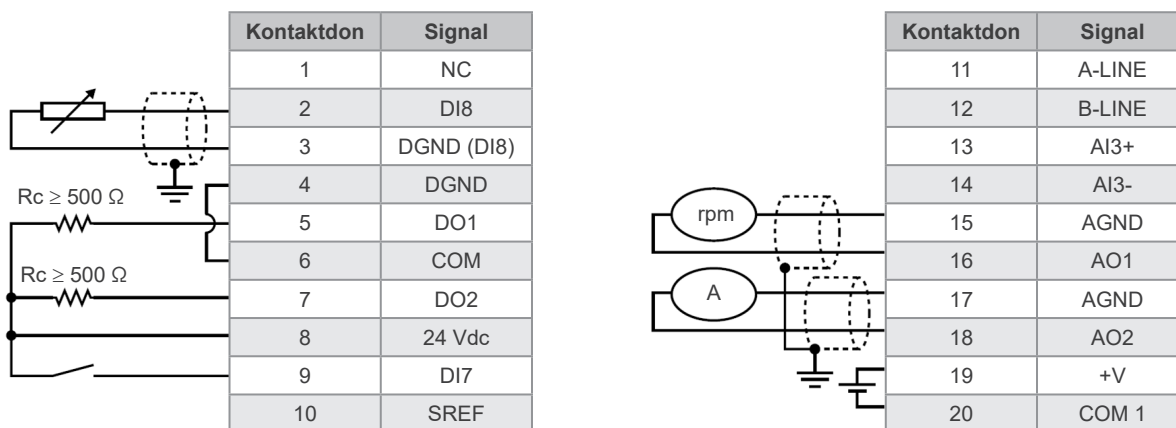 Kontaktdon Signal
1 NC
2 DI8
3 DGND (DI8)
4 DGND
5 DO1
6 COM
7 DO2
8 24 Vdc
9 DI7
10 SREF
Rc ≥ 500 Ω
Rc ≥ 500 Ω
Kontaktdon Signal
11 A-LINE
12 B-LINE
13 AI3+
14 AI3-
15 AGND
16 AO1
17 AGND
18 AO2
19 +V
20 COM 1
rpm
A